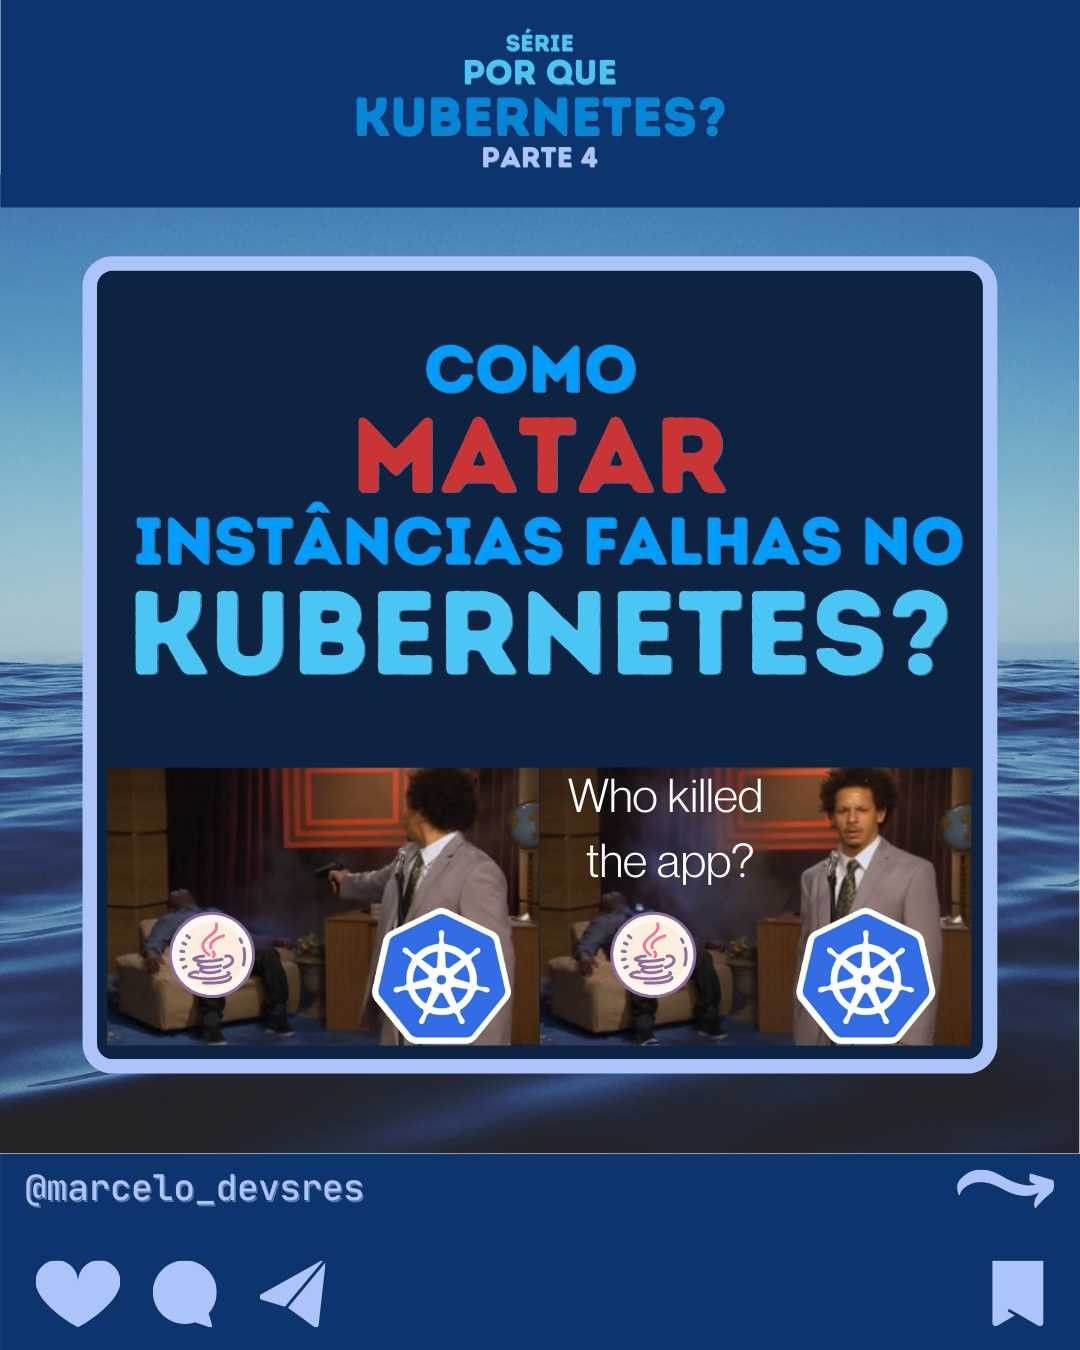 SÉRIE
POR QUE
KUBERNETES?
PARTE 4
COMO
MATAR
INSTÂNCIAS FALHAS NO
KUBERNETES?
Who killed
the app?
@marcelo_devsres